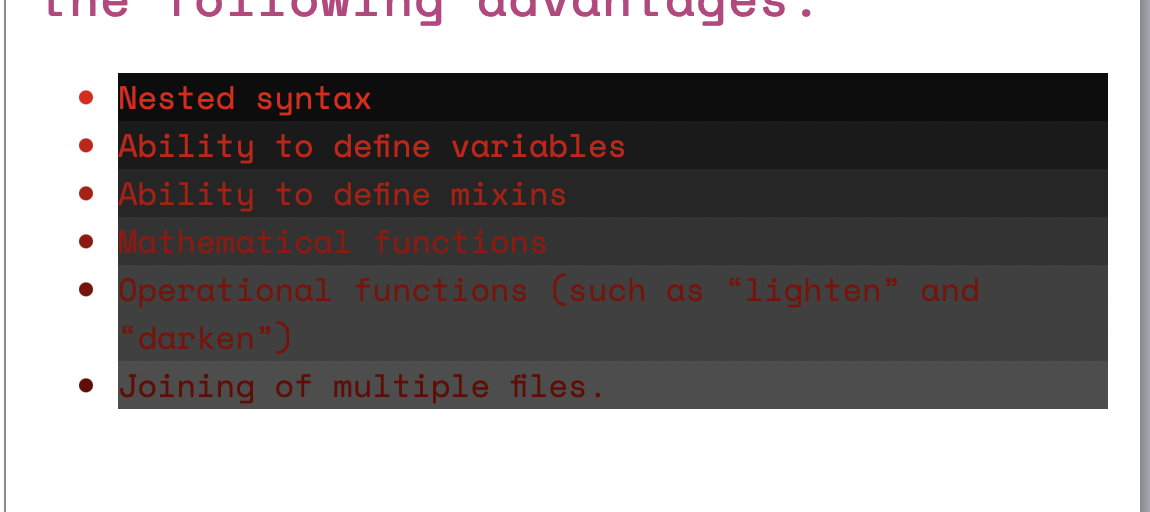 the following advantages:
Nested syntax
Ability to define variables
Ability to define mixins
Mathematical functions
Operational functions (such as “lighten” and
“darken”)
Joining of multiple files.